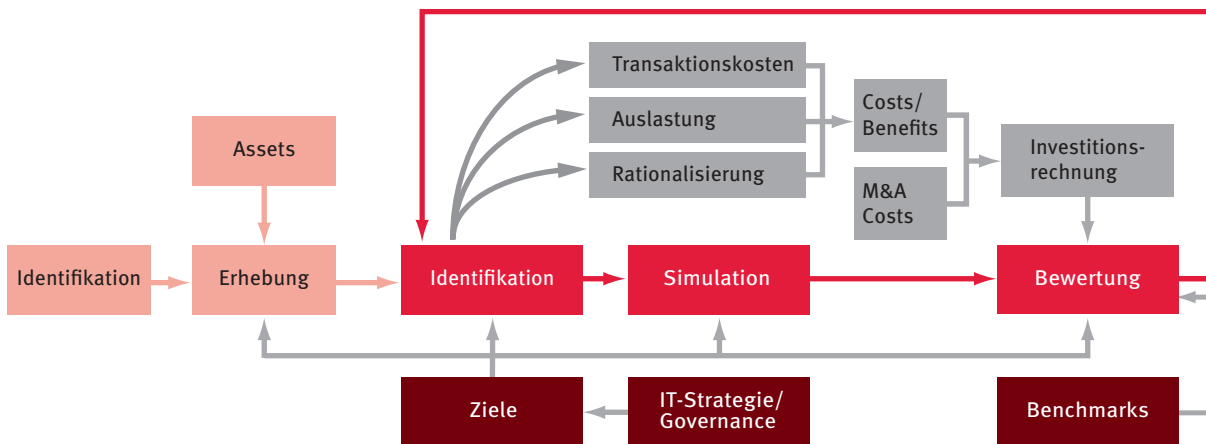 Transaktionskosten
Auslastung
Rationalisierung
Costs/
Benefits
M&A
Costs
Investitions-
rechnung
Assets
Identifikation
Erhebung
Identifikation
Simulation
Bewertung
Ziele
IT-Strategie/
Governance
Benchmarks